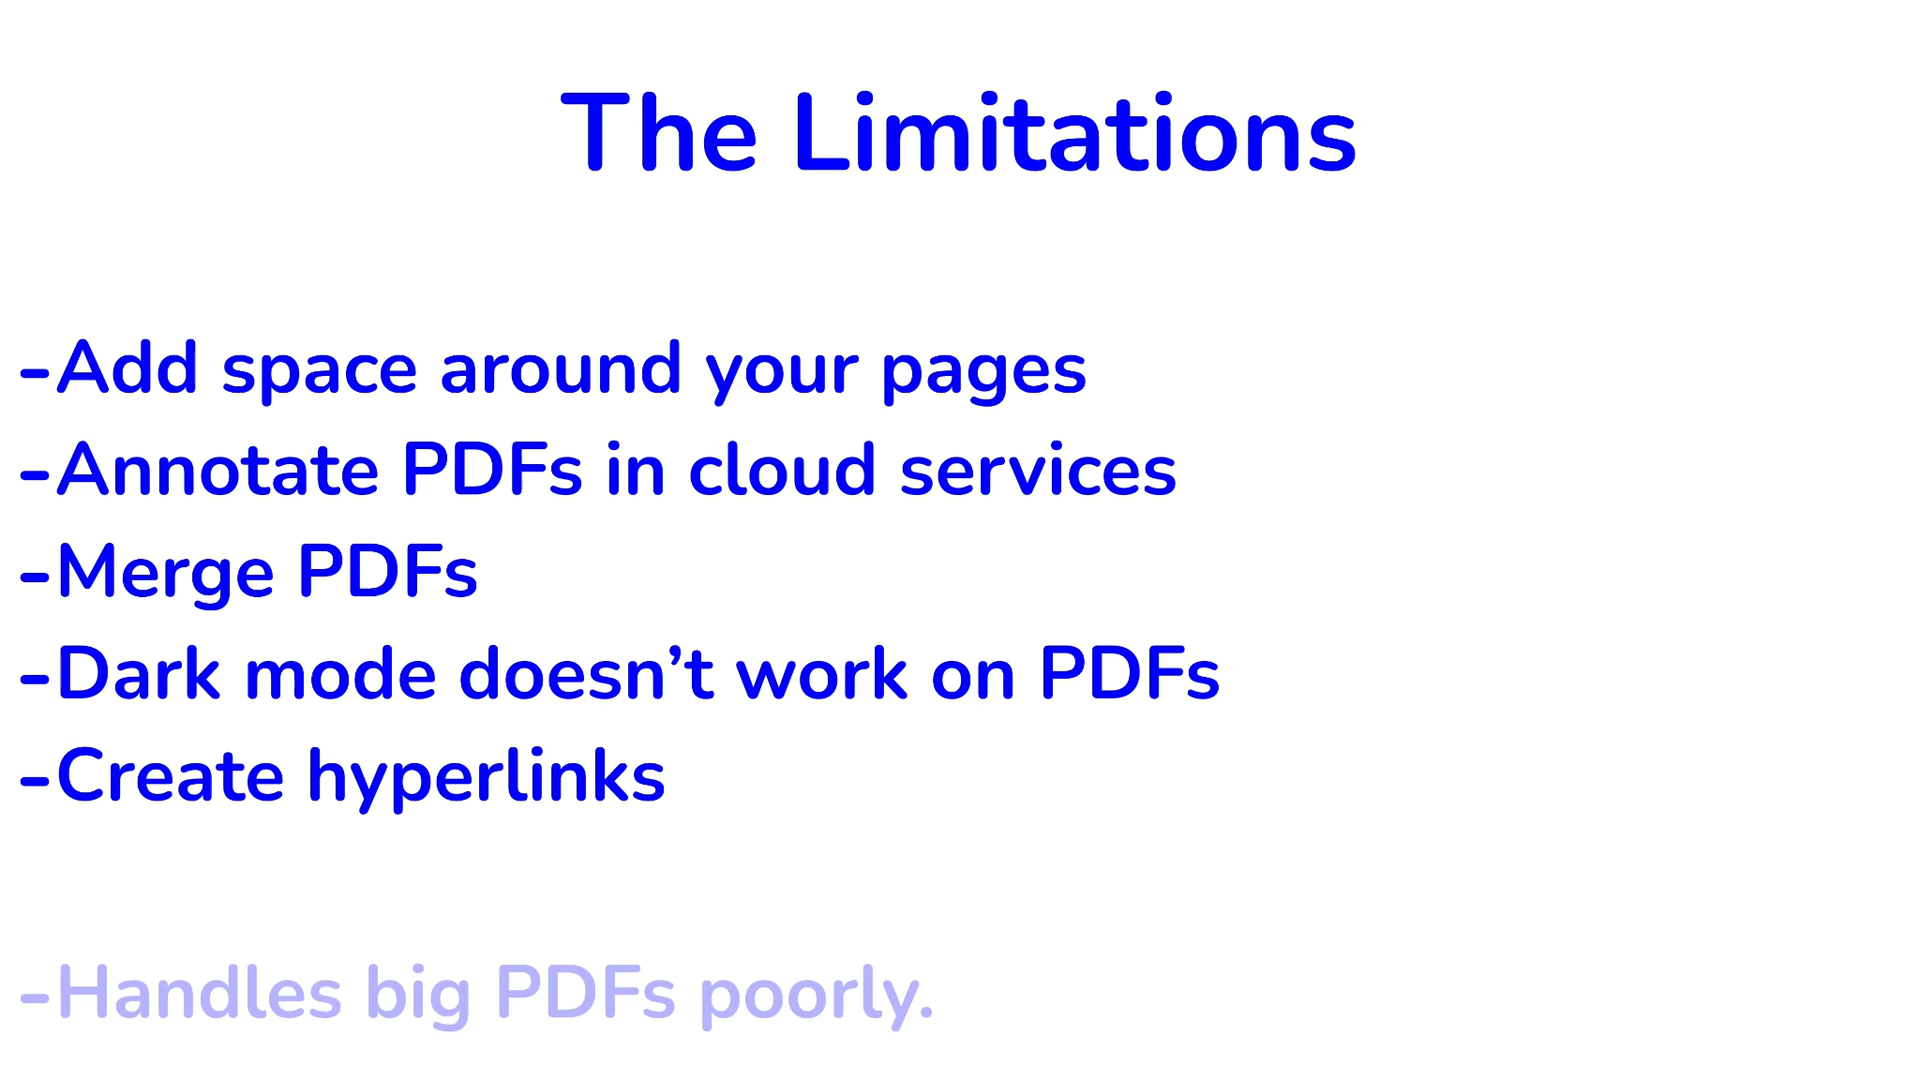 The Limitations
-Add space around your pages
-Annotate PDFs in cloud services
-Merge PDFs
-Dark mode doesn’t work on PDFs
-Create hyperlinks
-Handles big PDFs poorly.